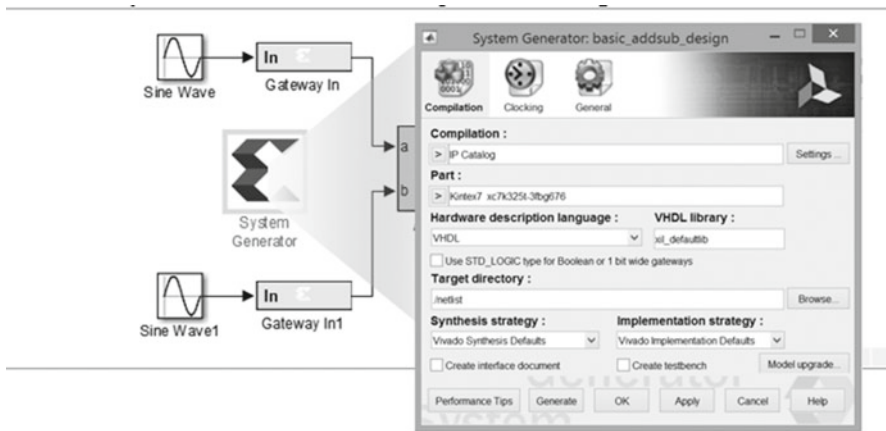 System Generator: basic_addsub_design
Compilation
Clocking
General
Compilation :
> IP Catalog
Settings ...
Part :
> Kintex7 xc7k325t-3fbg676
Hardware description language :
VHDL library :
VHDL
xil_defaultlib
Use STD_LOGIC type for Boolean or 1 bit wide gateways
Target directory :
./netlist
Browse...
Synthesis strategy :
Implementation strategy :
Vivado Synthesis Defaults
Vivado Implementation Defaults
Create interface document
Create testbench
Model upgrade...
Performance Tips
Generate
OK
Apply
Cancel
Help
Sine Wave
In
Gateway In
a
b
System
Generator
Sine Wave1
In
Gateway In1
Generator
System